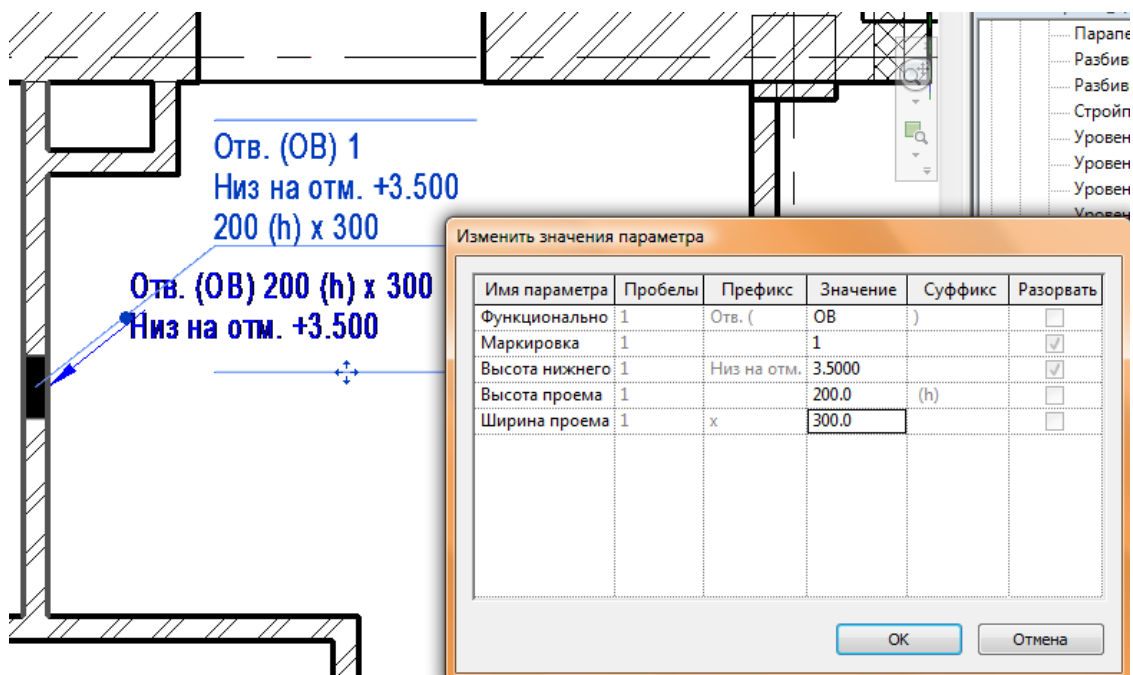 Парапе
Разбив
Разбив
Стройп
Уровен
Уровен
Уровен
Уровен
Отв. (ОВ) 1
Низ на отм. +3.500
200 (h) x 300
Отв. (ОВ) 200 (h) x 300
Низ на отм. +3.500
Изменить значения параметра
Имя параметра Пробелы Префикс Значение Суффикс Разорвать
Функционально 1 Отв. ( ОВ )
Маркировка 1 1
Высота нижнего 1 Низ на отм. 3.5000
Высота проема 1 200.0 (h)
Ширина проема 1 x 300.0
ОК Отмена